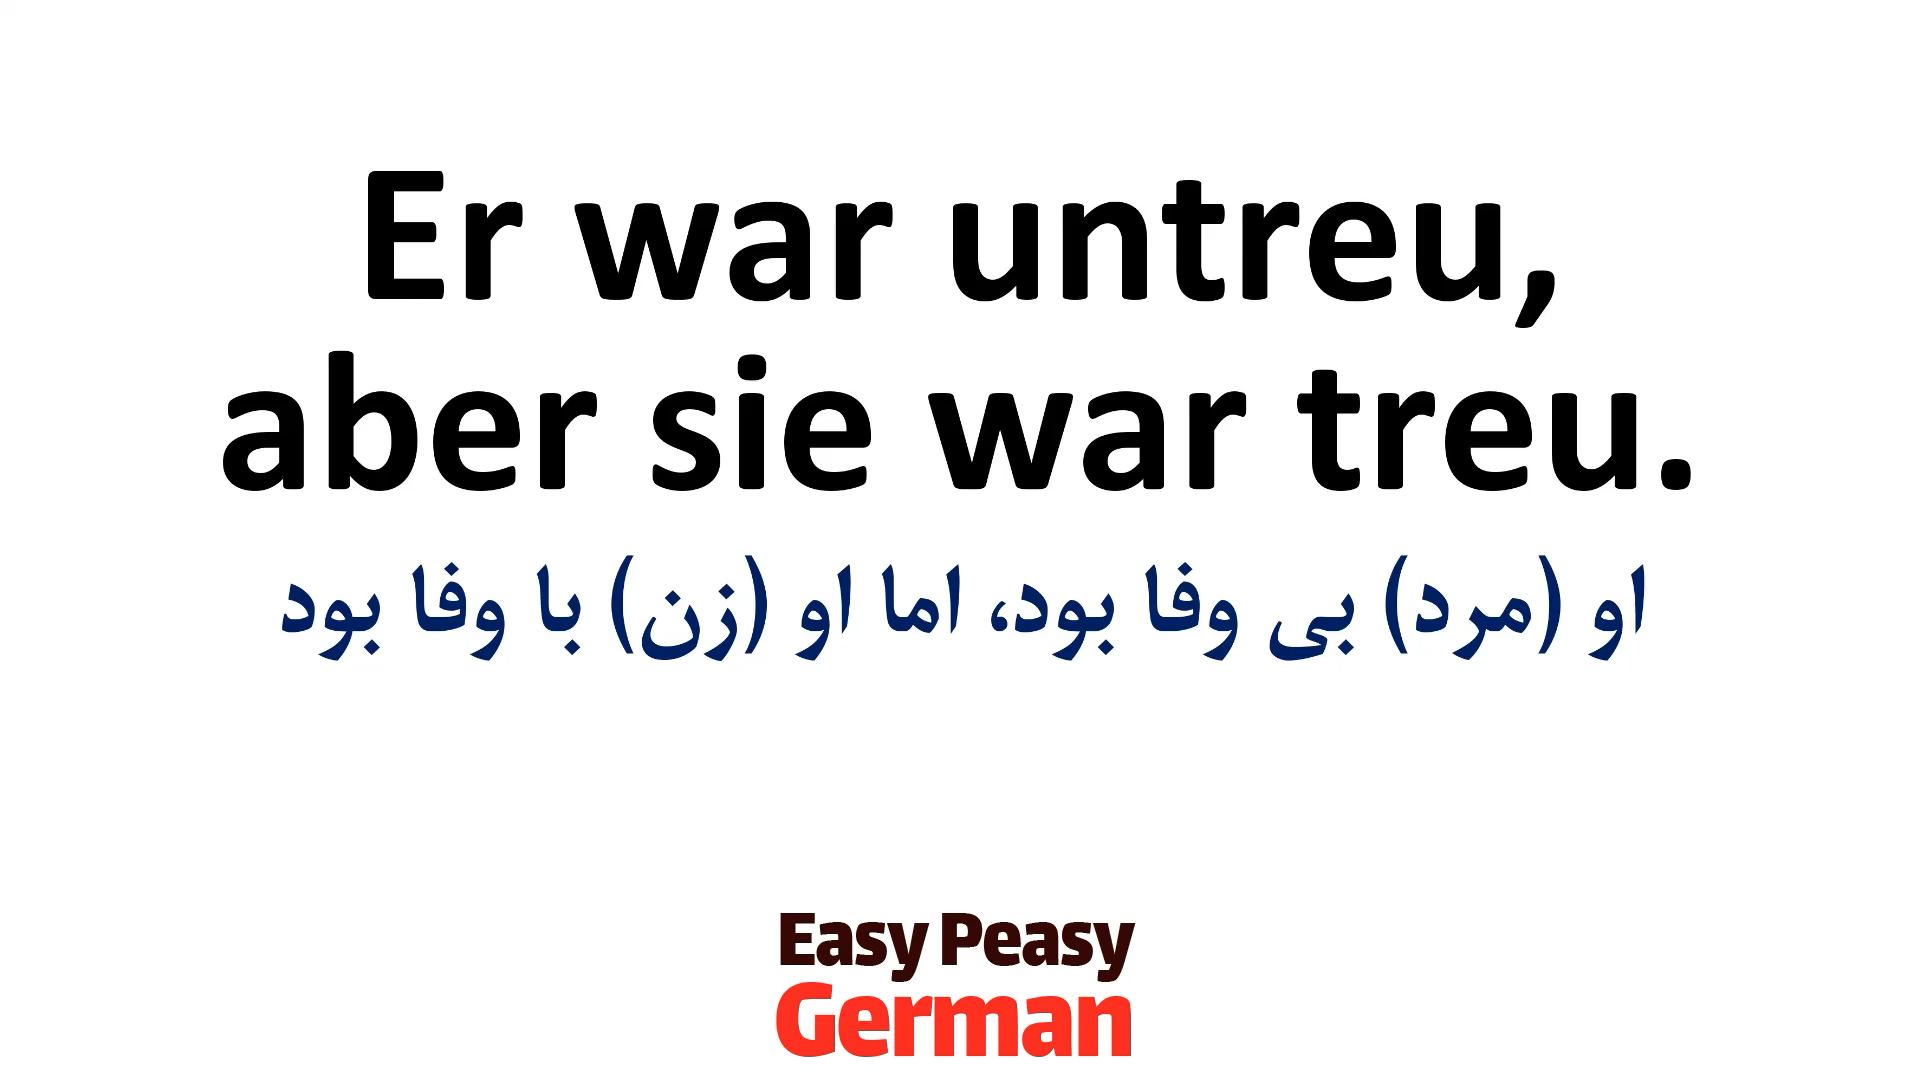 Er war untreu,
aber sie war treu.
او (مرد) بی وفا بود، اما او (زن) با وفا بود
Easy Peasy
German